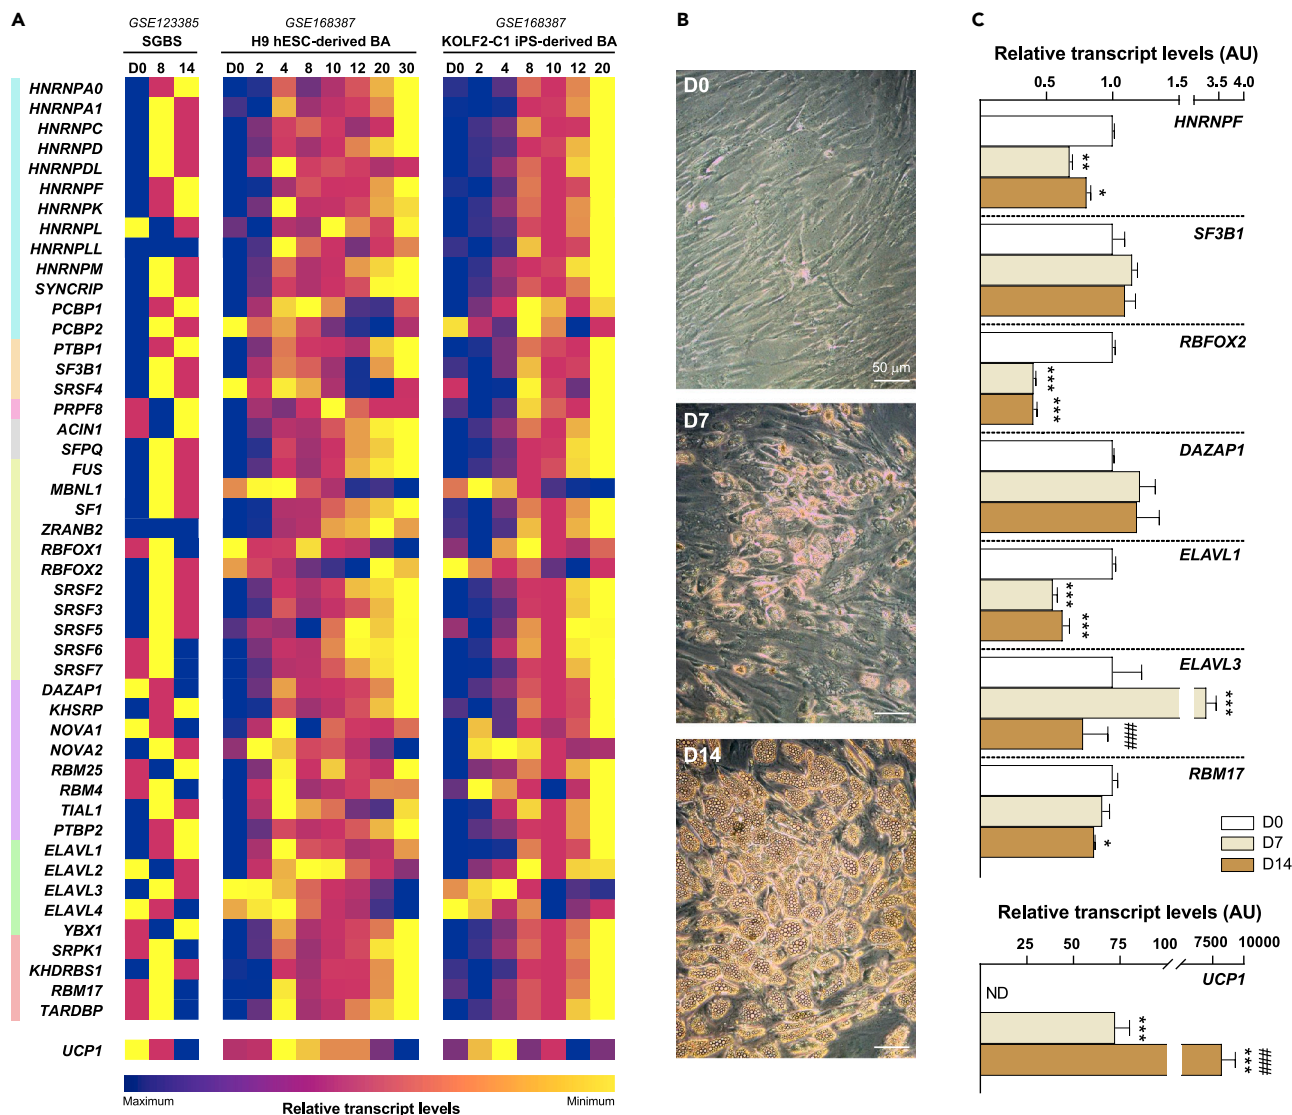 A
GSE123385
SGBS
D0 8 14
GSE168387
H9 hESC-derived BA
D0 2 4 8 10 12 20 30
GSE168387
KOLF2-C1 iPS-derived BA
D0 2 4 8 10 12 20
HNRNPA0
HNRNPA1
HNRNPC
HNRNPD
HNRNPDL
HNRNPF
HNRNPK
HNRNPL
HNRNPLL
HNRNPM
SYNCRIP
PCBP1
PCBP2
PTBP1
SF3B1
SRSF4
PRPF8
ACIN1
SFPQ
FUS
MBNL1
SF1
ZRANB2
RBFOX1
RBFOX2
SRSF2
SRSF3
SRSF5
SRSF6
SRSF7
DAZAP1
KHSRP
NOVA1
NOVA2
RBM25
RBM4
TIAL1
PTBP2
ELAVL1
ELAVL2
ELAVL3
ELAVL4
YBX1
SRPK1
KHDRBS1
RBM17
TARDBP
UCP1
Maximum
Minimum
Relative transcript levels
B
D0
50 µm
D7
D14
C
Relative transcript levels (AU)
0.5 1.0 1.5 3.5 4.0
HNRNPF
**
*
SF3B1
RBFOX2
***
***
DAZAP1
ELAVL1
***
***
ELAVL3
***
###
RBM17
*
D0
D7
D14
Relative transcript levels (AU)
25 50 75 100 7500 10000
UCP1
ND
***
***
###